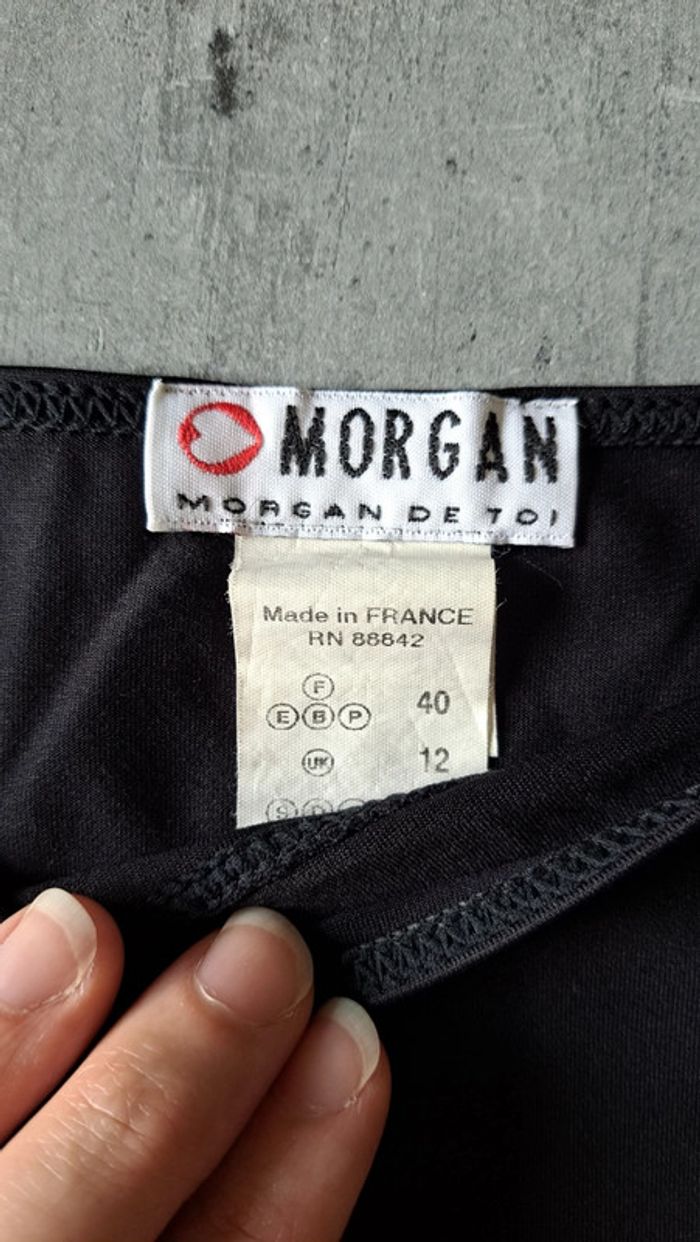 MORGAN
MORGAN DE TOI
Made in FRANCE
RN 88842
F
E B P 40
UK 12
S D